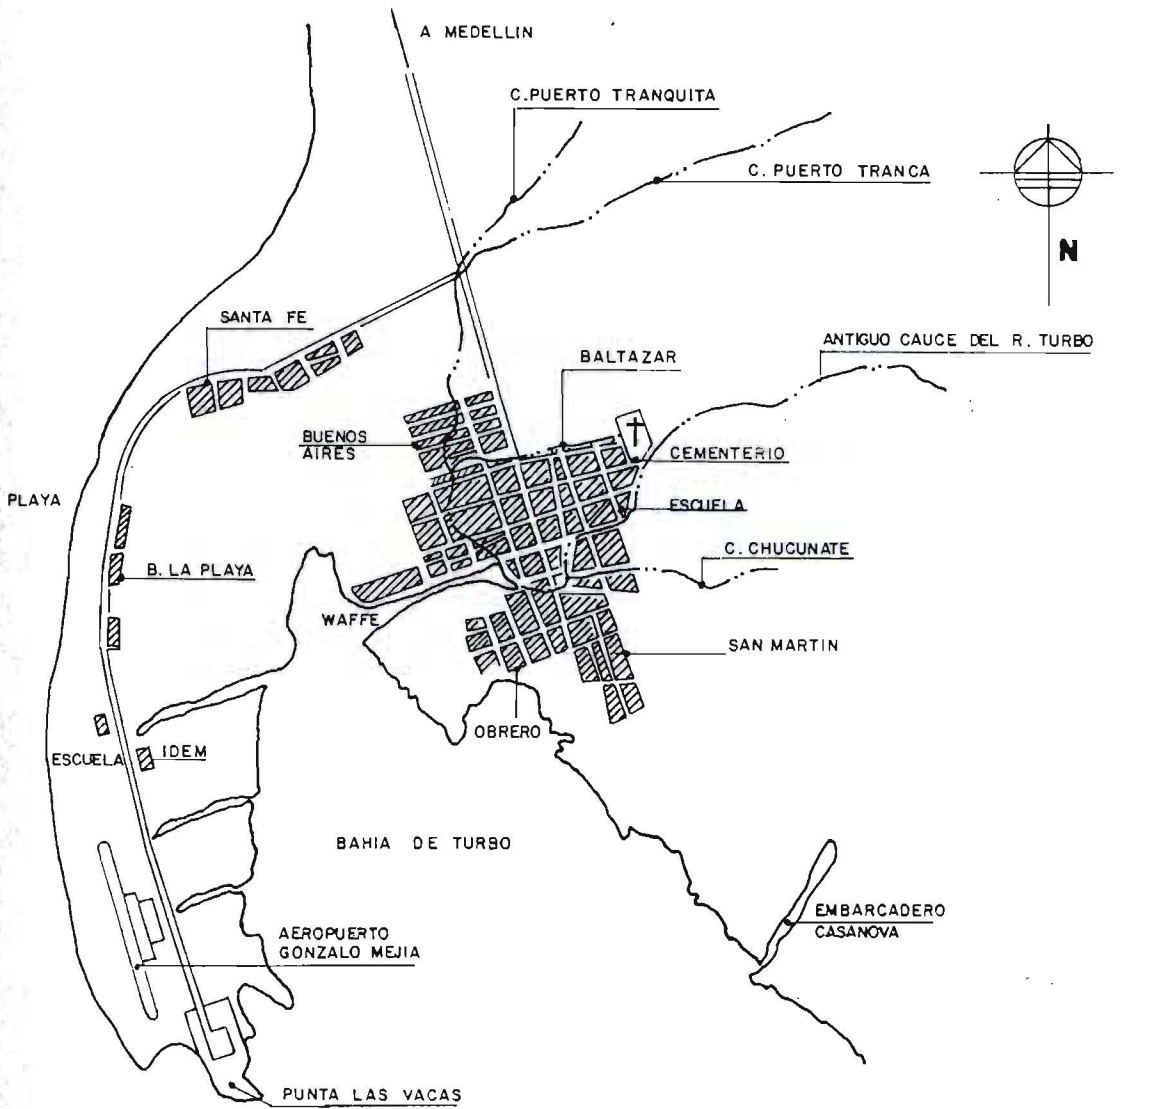 A MEDELLIN
C.PUERTO TRANQUITA
C. PUERTO TRANCA
N
SANTA FE
ANTIGUO CAUCE DEL R. TURBO
BALTAZAR
BUENOS
AIRES
CEMENTERIO
PLAYA
ESCUELA
C. CHUCUNATE
B. LA PLAYA
WAFFE
SAN MARTIN
OBRERO
ESCUELA
IDEM
BAHIA DE TURBO
EMBARCADERO
CASANOVA
AEROPUERTO
GONZALO MEJIA
PUNTA LAS VACAS